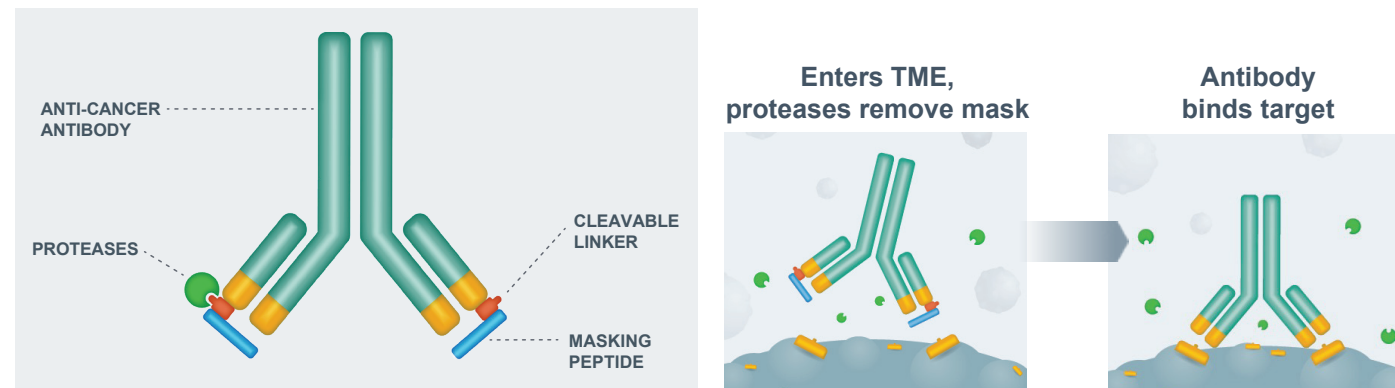 ANTI-CANCER
ANTIBODY
PROTEASES
CLEAVABLE
LINKER
MASKING
PEPTIDE
Enters TME,
proteases remove mask
Antibody
binds target